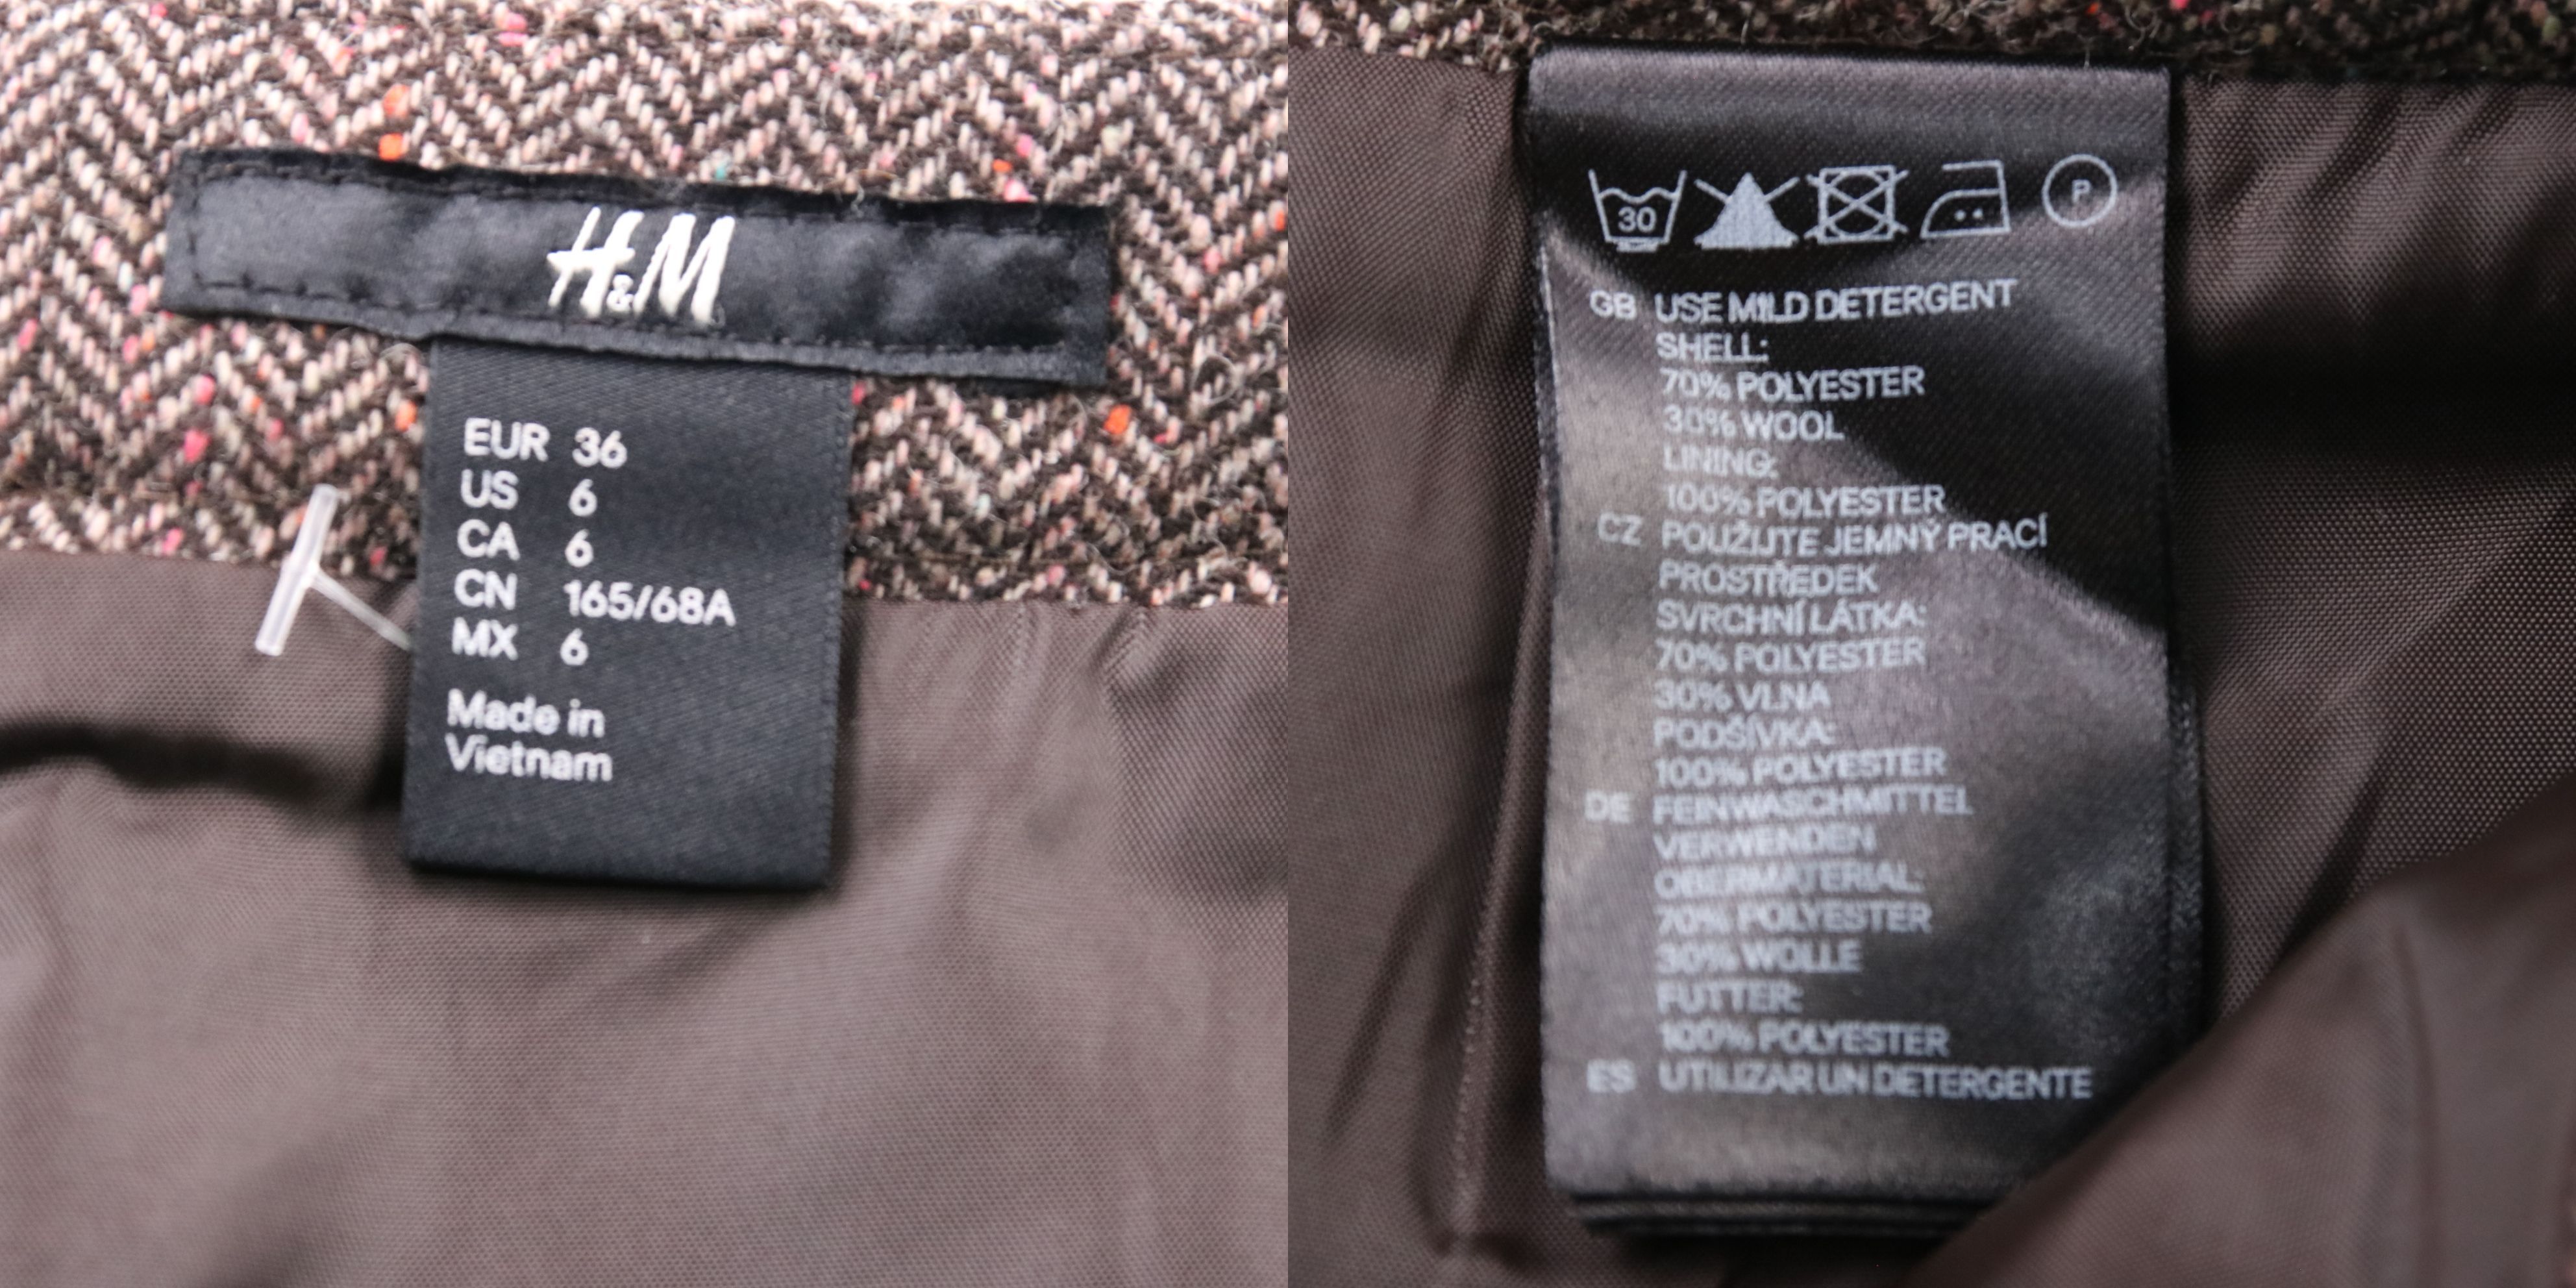 H&M
EUR 36
US 6
CA 6
CN 165/68A
MX 6
Made in
Vietnam
30
P
GB USE MILD DETERGENT
SHELL:
70% POLYESTER
30% WOOL
LINING:
100% POLYESTER
CZ POUŽIJTE JEMNÝ PRACÍ
PROSTŘEDEK
SVRCHNÍ LÁTKA:
70% POLYESTER
30% VLNA
PODŠÍVKA:
100% POLYESTER
DE FEINWASCHMITTEL
VERWENDEN
OBERMATERIAL:
70% POLYESTER
30% WOLLE
FUTTER:
100% POLYESTER
ES UTILIZAR UN DETERGENTE